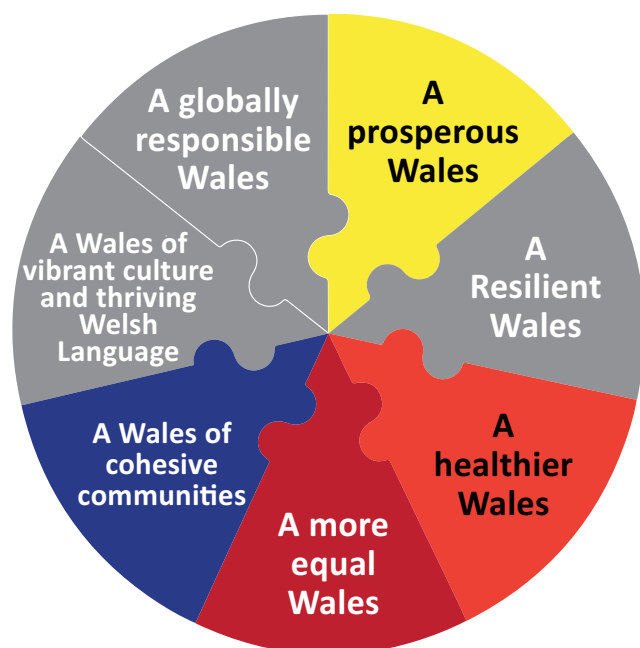 A globally
responsible
Wales
A
prosperous
Wales
A
Resilient
Wales
A
healthier
Wales
A more
equal
Wales
A Wales of
cohesive
communities
A Wales of
vibrant culture
and thriving
Welsh
Language